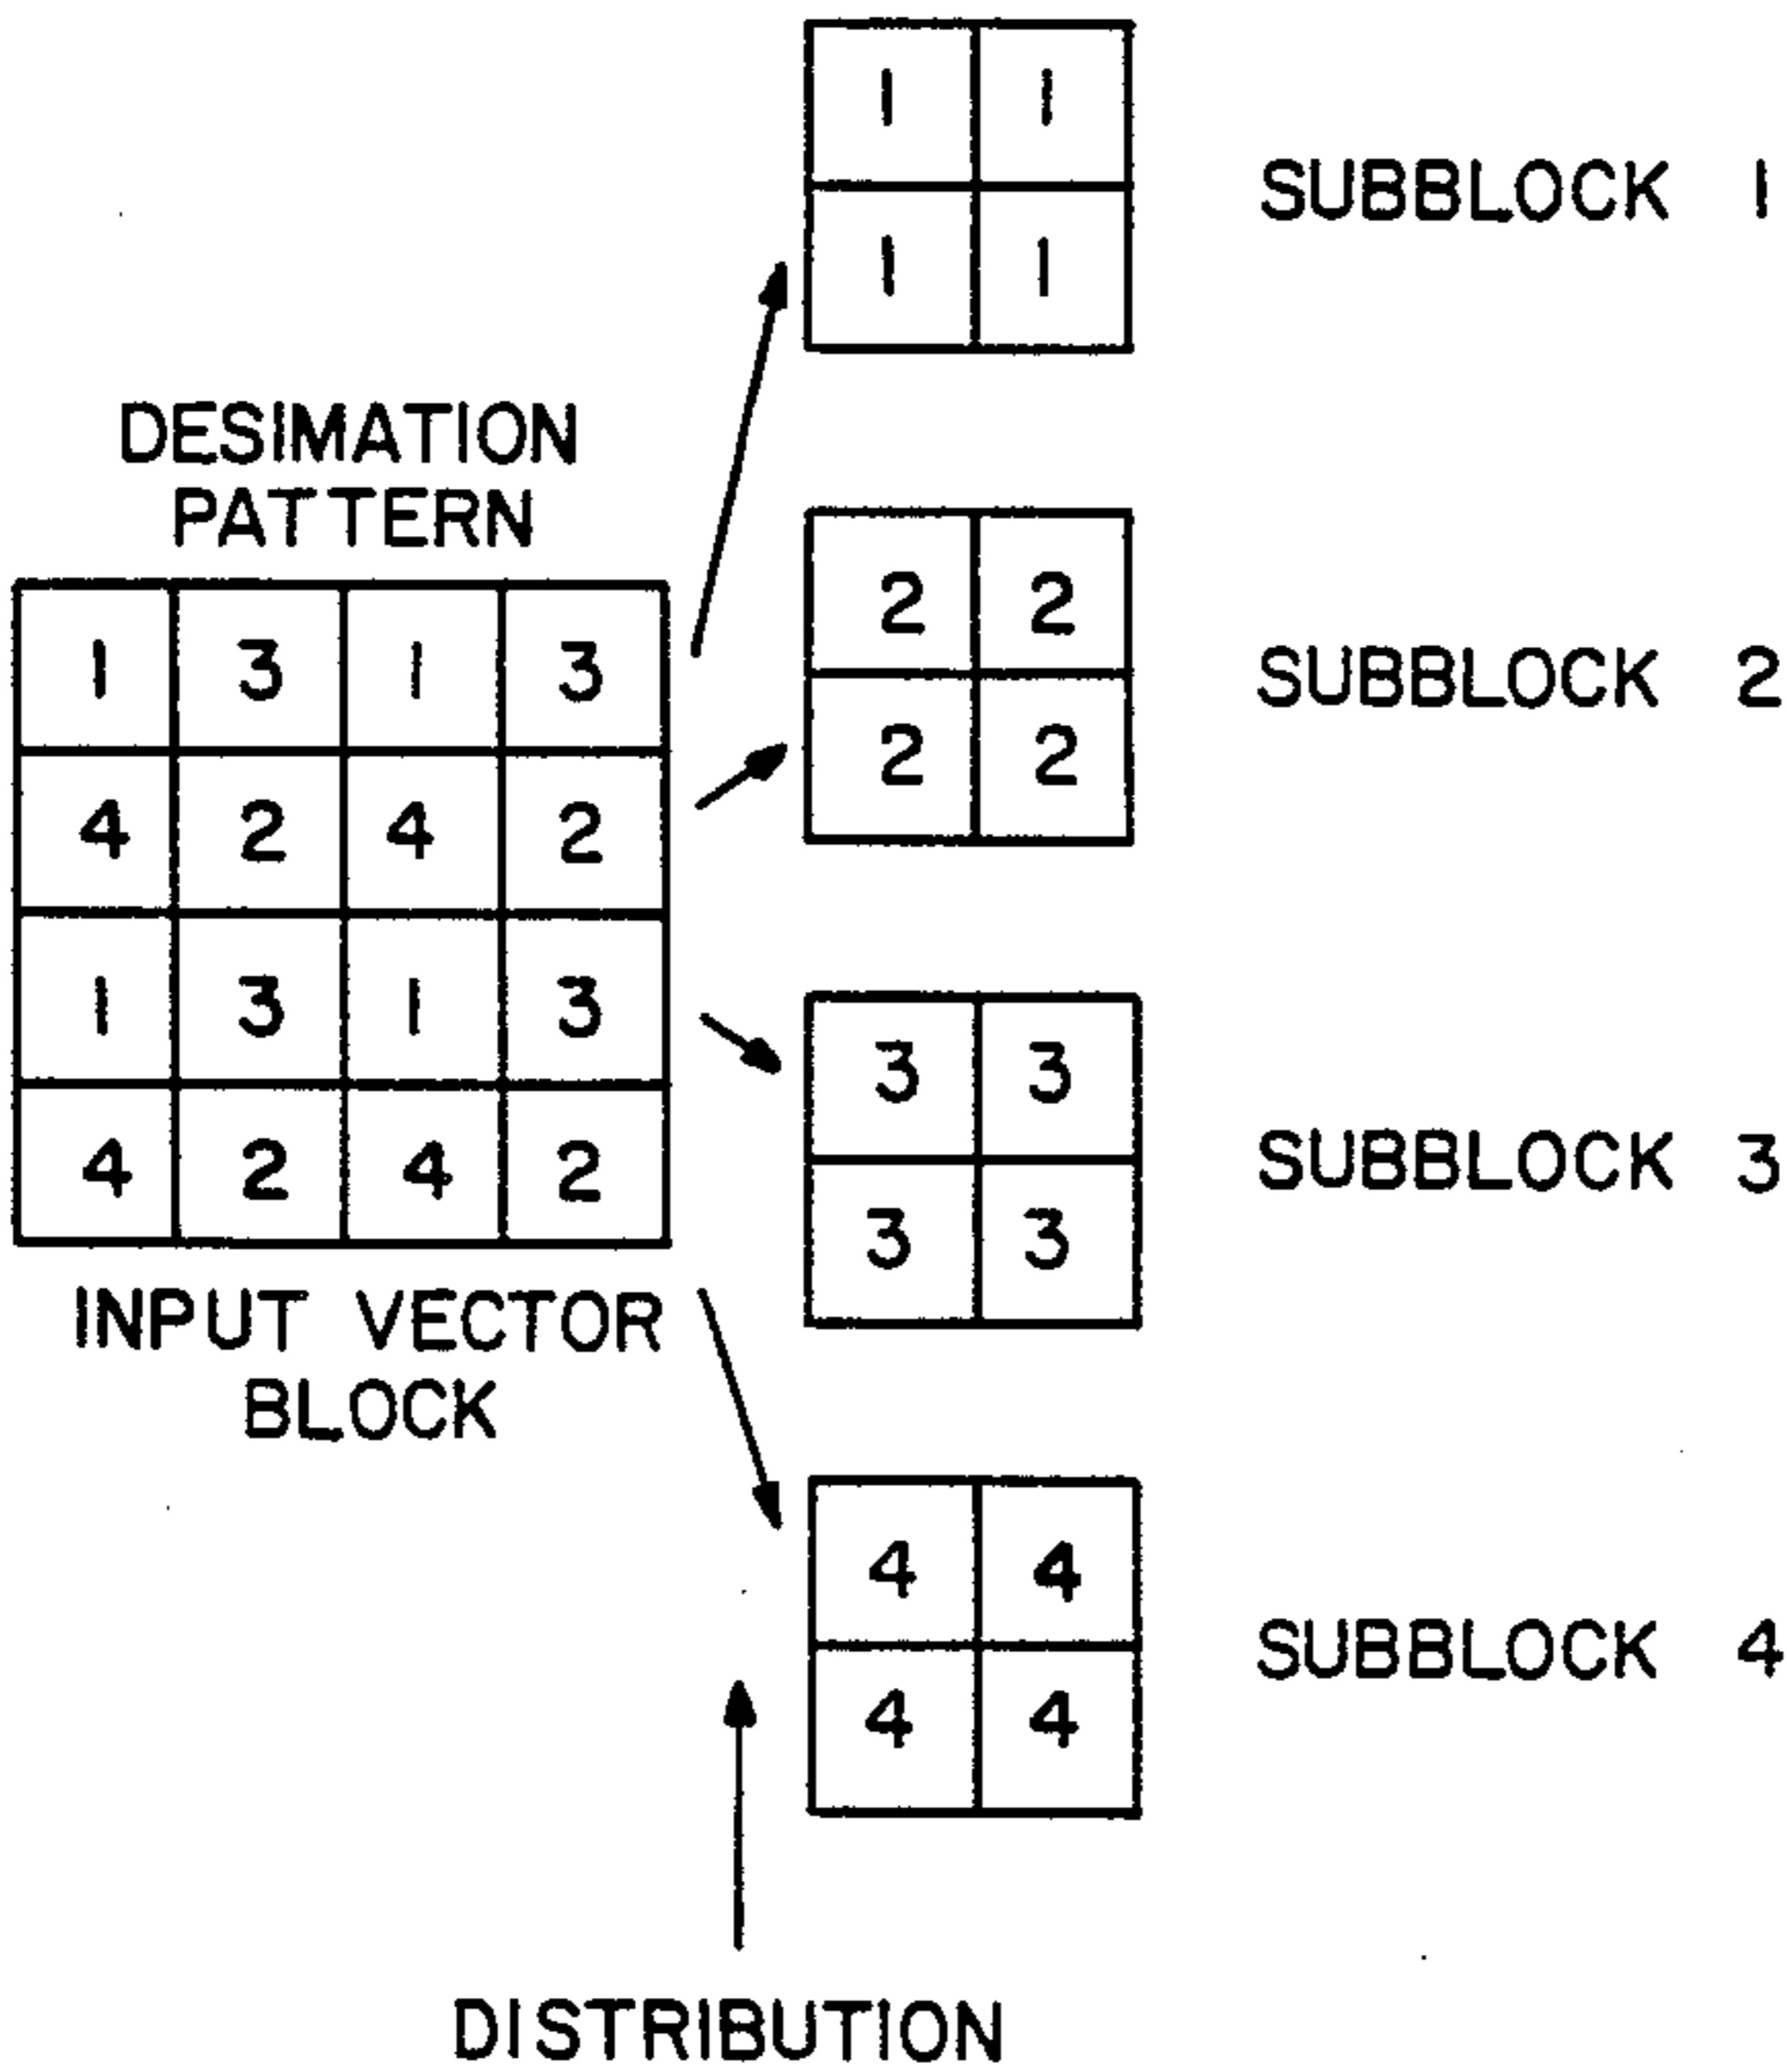 1 1
1 1
SUBBLOCK 1
DESIMATION
PATTERN
1 3 1 3
4 2 4 2
1 3 1 3
4 2 4 2
INPUT VECTOR
BLOCK
2 2
2 2
SUBBLOCK 2
3 3
3 3
SUBBLOCK 3
4 4
4 4
SUBBLOCK 4
DISTRIBUTION